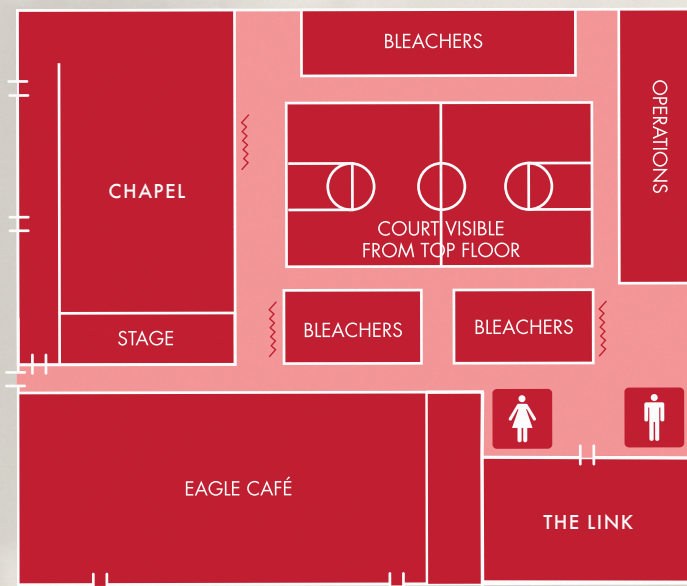 BLEACHERS
OPERATIONS
CHAPEL
COURT VISIBLE
FROM TOP FLOOR
STAGE
BLEACHERS
BLEACHERS
EAGLE CAFÉ
THE LINK